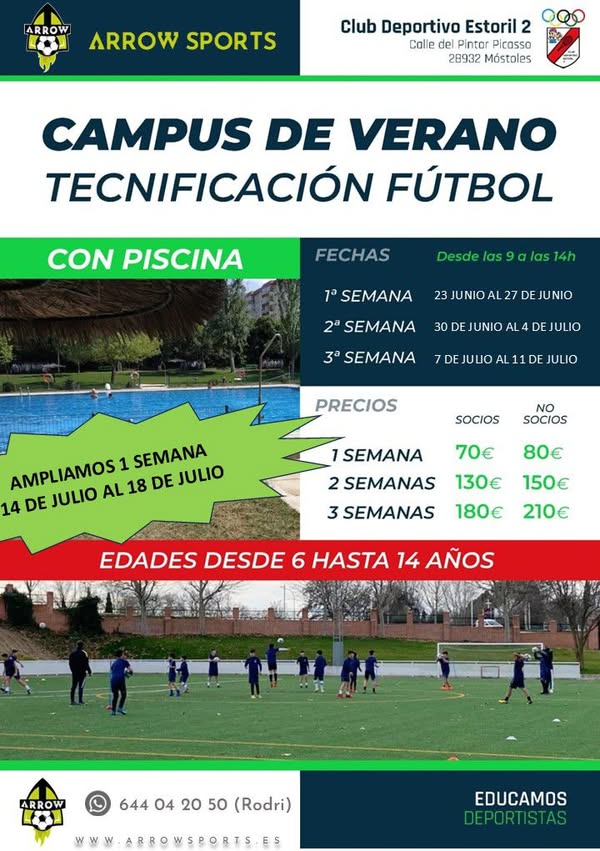 ARROW
ARROW SPORTS
Club Deportivo Estoril 2
Calle del Pintor Picasso
28932 Móstoles
CAMPUS DE VERANO
TECNIFICACIÓN FÚTBOL
CON PISCINA
FECHAS Desde las 9 a las 14h
1ª SEMANA 23 JUNIO AL 27 DE JUNIO
2ª SEMANA 30 DE JUNIO AL 4 DE JULIO
3ª SEMANA 7 DE JULIO AL 11 DE JULIO
PRECIOS SOCIOS NO SOCIOS
1 SEMANA 70€ 80€
2 SEMANAS 130€ 150€
3 SEMANAS 180€ 210€
AMPLIAMOS 1 SEMANA
14 DE JULIO AL 18 DE JULIO
EDADES DESDE 6 HASTA 14 AÑOS
ARROW
644 04 20 50 (Rodri)
WWW.ARROWSPORTS.ES
EDUCAMOS
DEPORTISTAS